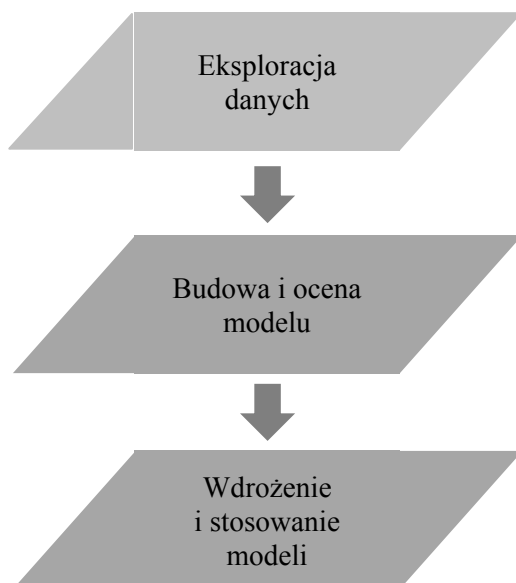 Eksploracja
danych
Budowa i ocena
modelu
Wdrożenie
i stosowanie
modeli